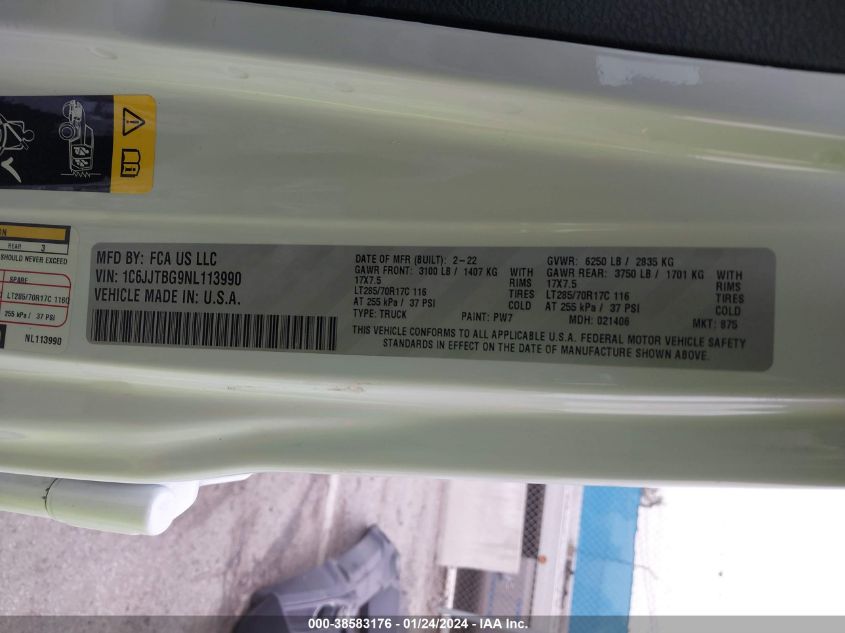 ON
REAR 3
SHOULD NEVER EXCEED
SPARE
LT285/70R17C 116Q
255 kPa / 37 PSI
NL113990
MFD BY: FCA US LLC
VIN: 1C6JJTBG9NL113990
VEHICLE MADE IN: U.S.A.
DATE OF MFR (BUILT): 2-22
GAWR FRONT: 3100 LB / 1407 KG WITH
17X7.5 RIMS
LT285/70R17C 116 TIRES
AT 255 kPa / 37 PSI COLD
TYPE: TRUCK PAINT: PW7
GVWR: 6250 LB / 2835 KG
GAWR REAR: 3750 LB / 1701 KG WITH
17X7.5 RIMS
LT285/70R17C 116 TIRES
AT 255 kPa / 37 PSI COLD
MDH: 021406 MKT: 875
THIS VEHICLE CONFORMS TO ALL APPLICABLE U.S.A. FEDERAL MOTOR VEHICLE SAFETY
STANDARDS IN EFFECT ON THE DATE OF MANUFACTURE SHOWN ABOVE.
000-38583176 - 01/24/2024 - IAA Inc.